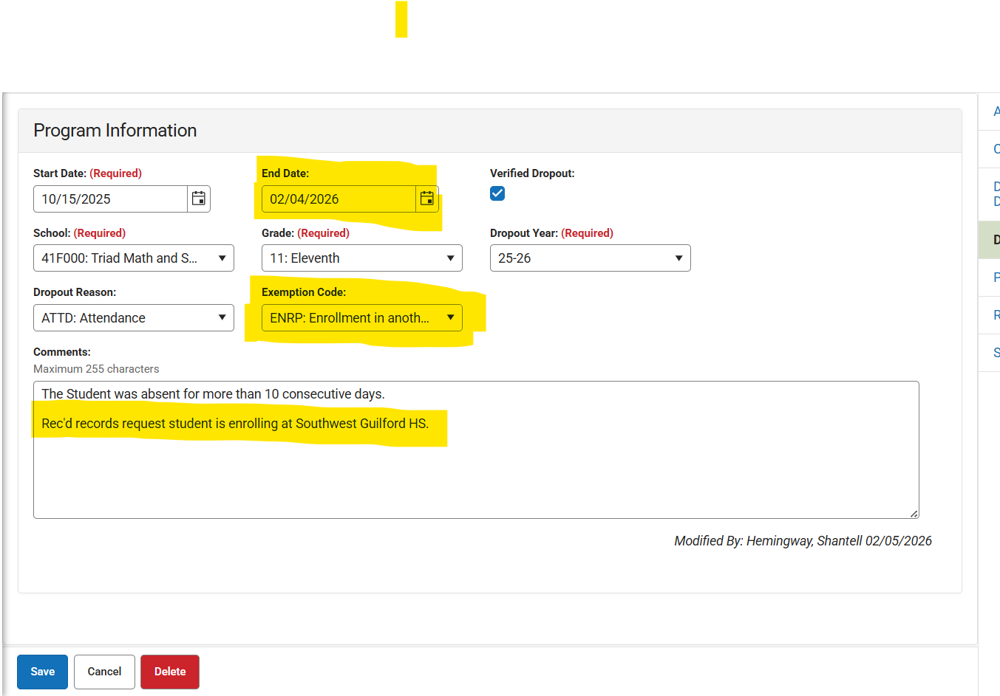 Program Information
Start Date: (Required)
End Date:
Verified Dropout:
10/15/2025
02/04/2026
School: (Required)
Grade: (Required)
Dropout Year: (Required)
41F000: Triad Math and S...
11: Eleventh
25-26
Dropout Reason:
Exemption Code:
ATTD: Attendance
ENRP: Enrollment in anoth...
Comments:
Maximum 255 characters
The Student was absent for more than 10 consecutive days.
Rec'd records request student is enrolling at Southwest Guilford HS.
Modified By: Hemingway, Shantell 02/05/2026
Save
Cancel
Delete